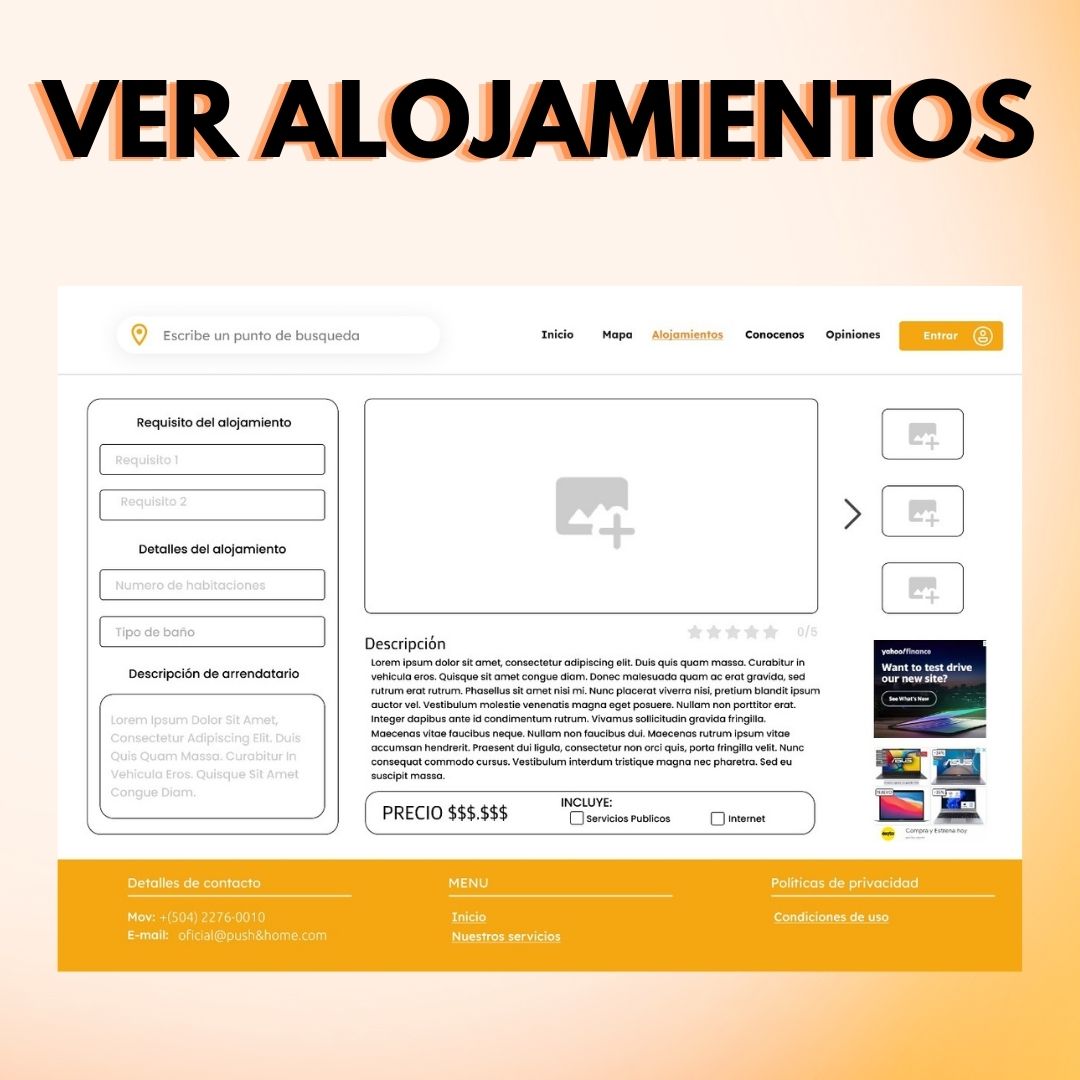 VER ALOJAMIENTOS
Escribe un punto de busqueda
Inicio
Mapa
Alojamientos
Conocenos
Opiniones
Entrar
Requisito del alojamiento
Requisito 1
Requisito 2
Detalles del alojamiento
Numero de habitaciones
Tipo de baño
Descripción de arrendatario
Lorem Ipsum Dolor Sit Amet,
Consectetur Adipiscing Elit. Duis
Quis Quam Massa. Curabitur In
Vehicula Eros. Quisque Sit Amet
Congue Diam.
0/5
Descripción
Lorem ipsum dolor sit amet, consectetur adipiscing elit. Duis quis quam massa. Curabitur in
vehicula eros. Quisque sit amet congue diam. Donec malesuada quam ac erat gravida, sed
rutrum erat rutrum. Phasellus sit amet nisi mi. Nunc placerat viverra nisi, pretium blandit ipsum
auctor vel. Vestibulum molestie venenatis magna eget posuere. Nullam non porttitor erat.
Integer dapibus ante id condimentum rutrum. Vivamus sollicitudin gravida fringilla.
Maecenas vitae faucibus neque. Nullam non faucibus dui. Maecenas rutrum ipsum vitae
accumsan hendrerit. Praesent dui ligula, consectetur non orci quis, porta fringilla velit. Nunc
consequat commodo cursus. Vestibulum interdum tristique magna nec pharetra. Sed eu
suscipit massa.
PRECIO $$$.$$$
INCLUYE:
Servicios Publicos
Internet
yahoo!finance
Want to test drive
our new site?
See What's New
ASUS
ASUS
Compra y Estrena hoy
Detalles de contacto
Mov: +(504) 2276-0010
E-mail: oficial@push&home.com
MENU
Inicio
Nuestros servicios
Políticas de privacidad
Condiciones de uso